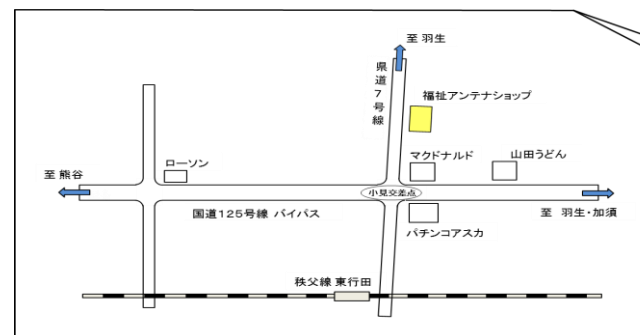 至 羽生
県道7号線
福祉アンテナショップ
マクドナルド
山田うどん
ローソン
至 熊谷
小見交差点
国道125号線 バイパス
至 羽生・加須
パチンコアスカ
秩父線 東行田